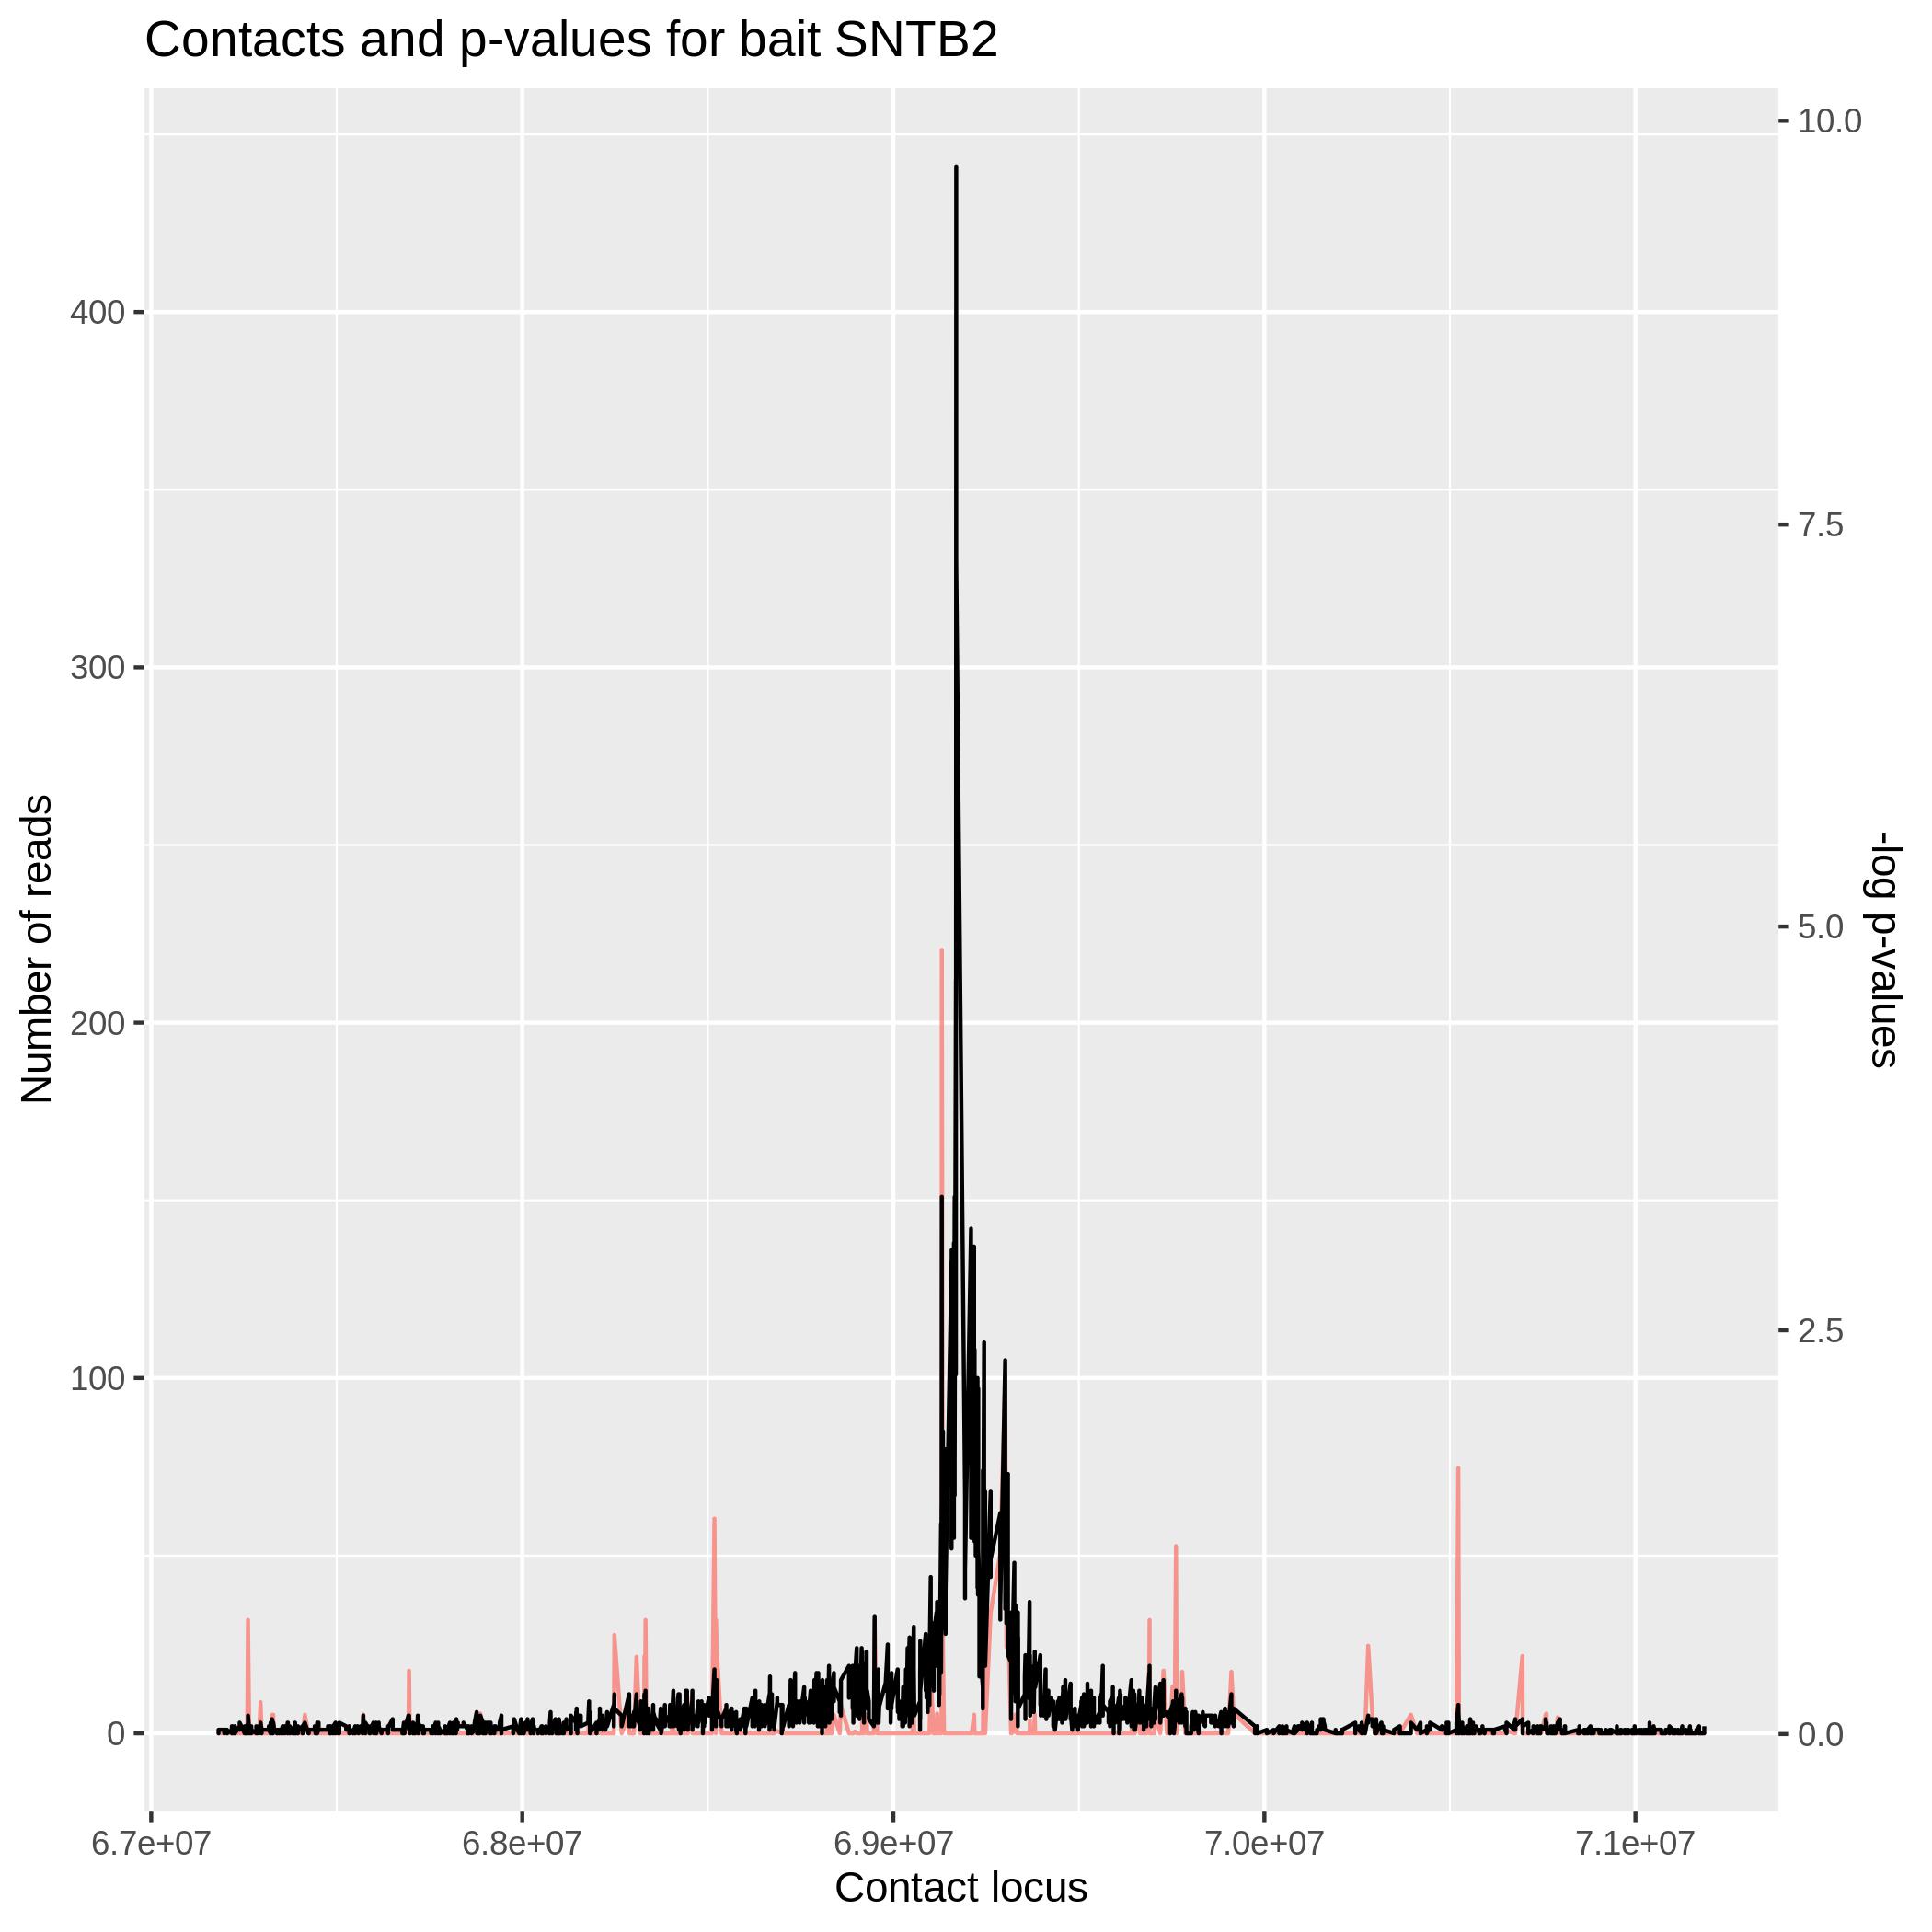 Contacts and p-values for bait SNTB2
10.0
400
7.5
300
Number of reads
-log p-values
5.0
200
2.5
100
0
0.0
6.7e+07 6.8e+07 6.9e+07 7.0e+07 7.1e+07
Contact locus